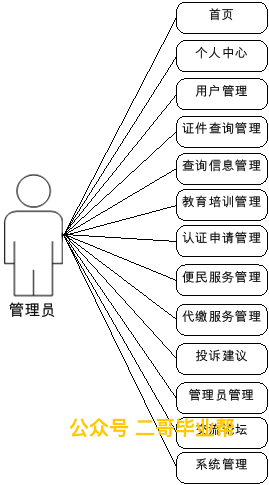 首页
个人中心
用户管理
证件查询管理
查询信息管理
教育培训管理
认证申请管理
便民服务管理
管理员
代缴服务管理
投诉建议
管理员管理
公众号 二哥毕业帮
交流论坛
系统管理